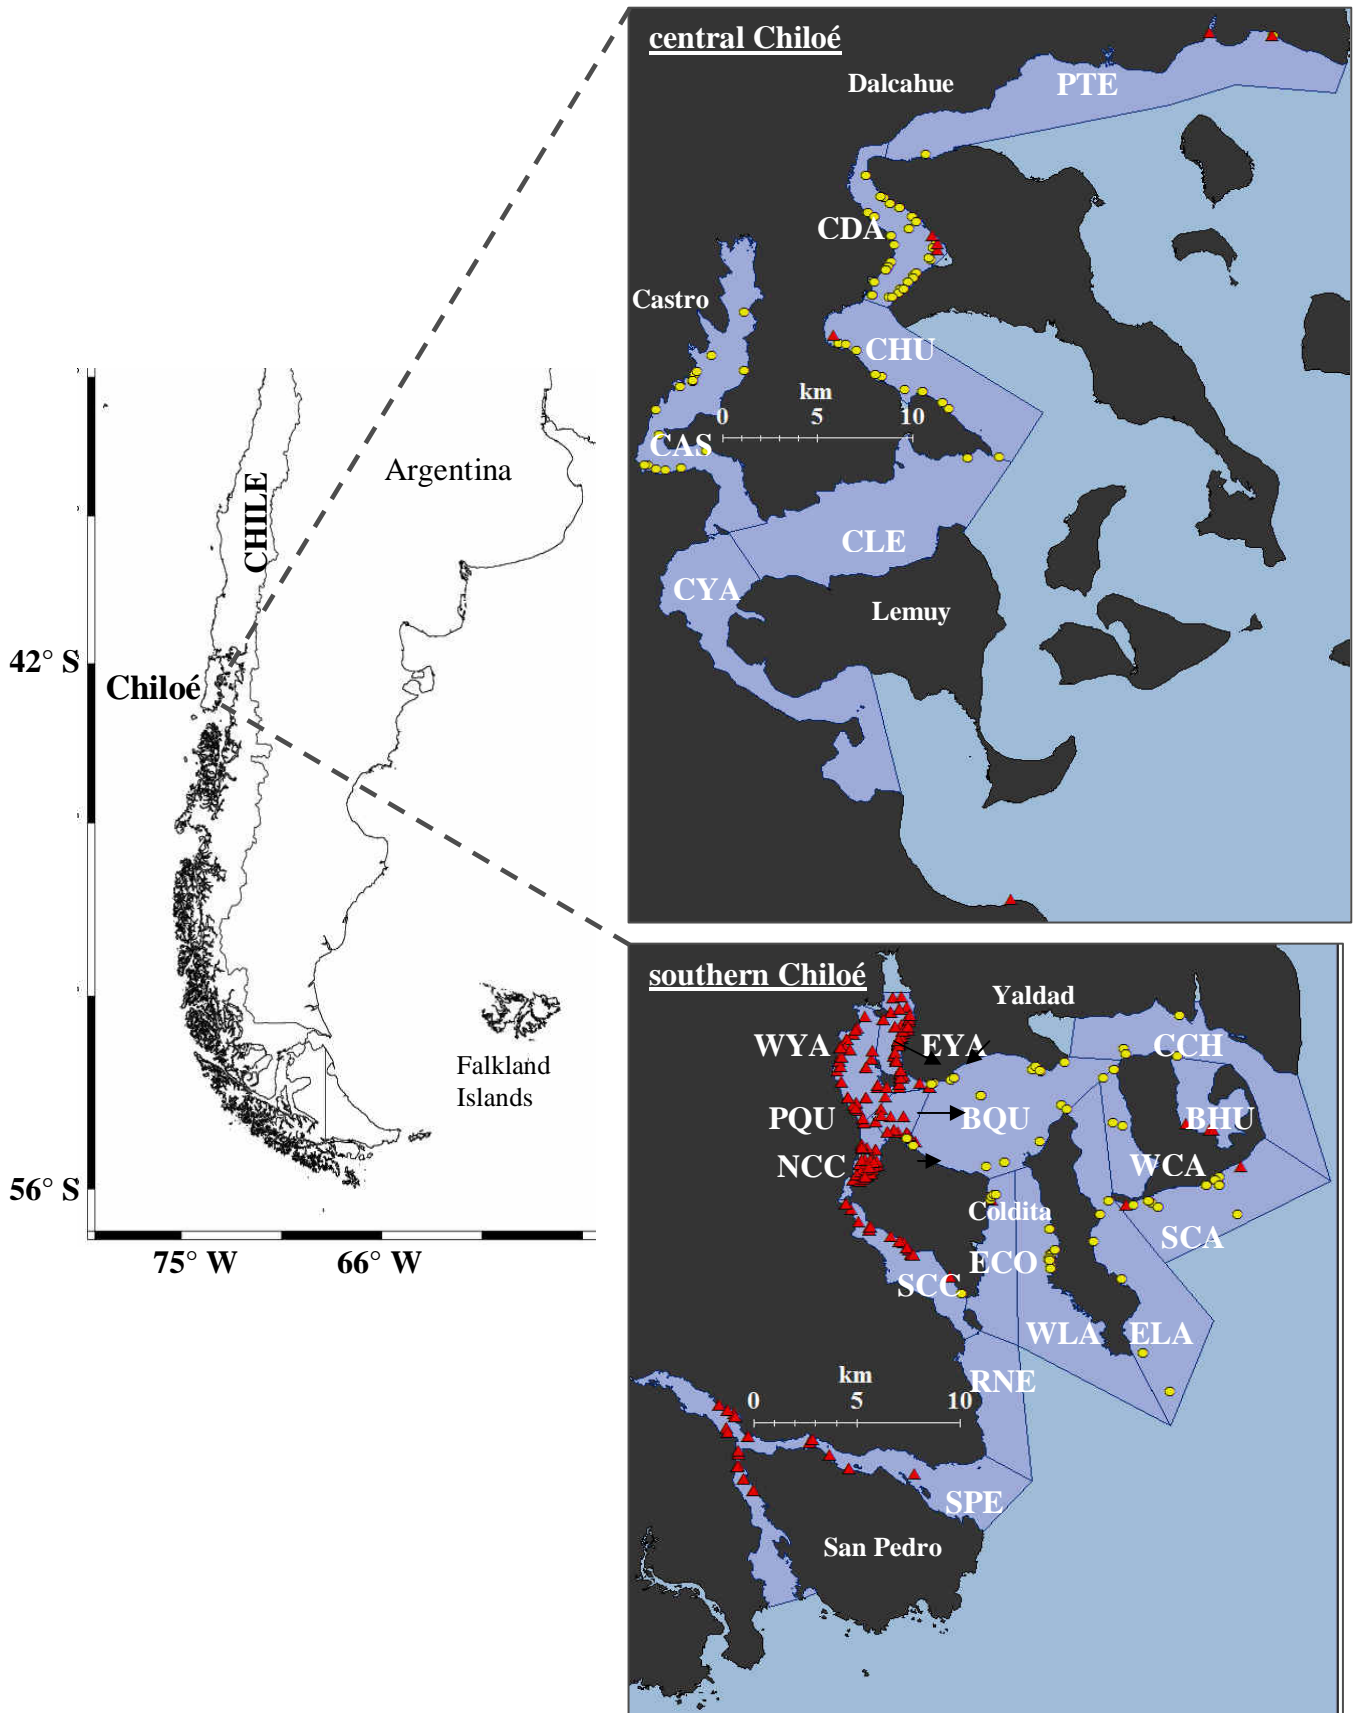 central Chiloé
Dalcahue
PTE
CDA
Castro
CHU
km
0 5 10
CAS
CLE
CYA
Lemuy
CHILE
Argentina
42° S
Chiloé
Falkland
Islands
56° S
75° W 66° W
southern Chiloé
Yaldad
WYA EYA CCH
PQU BQU BHU
NCC WCA
Coldita
SCA
ECO
SCC
WLA ELA
RNE
km
0 5 10
SPE
San Pedro